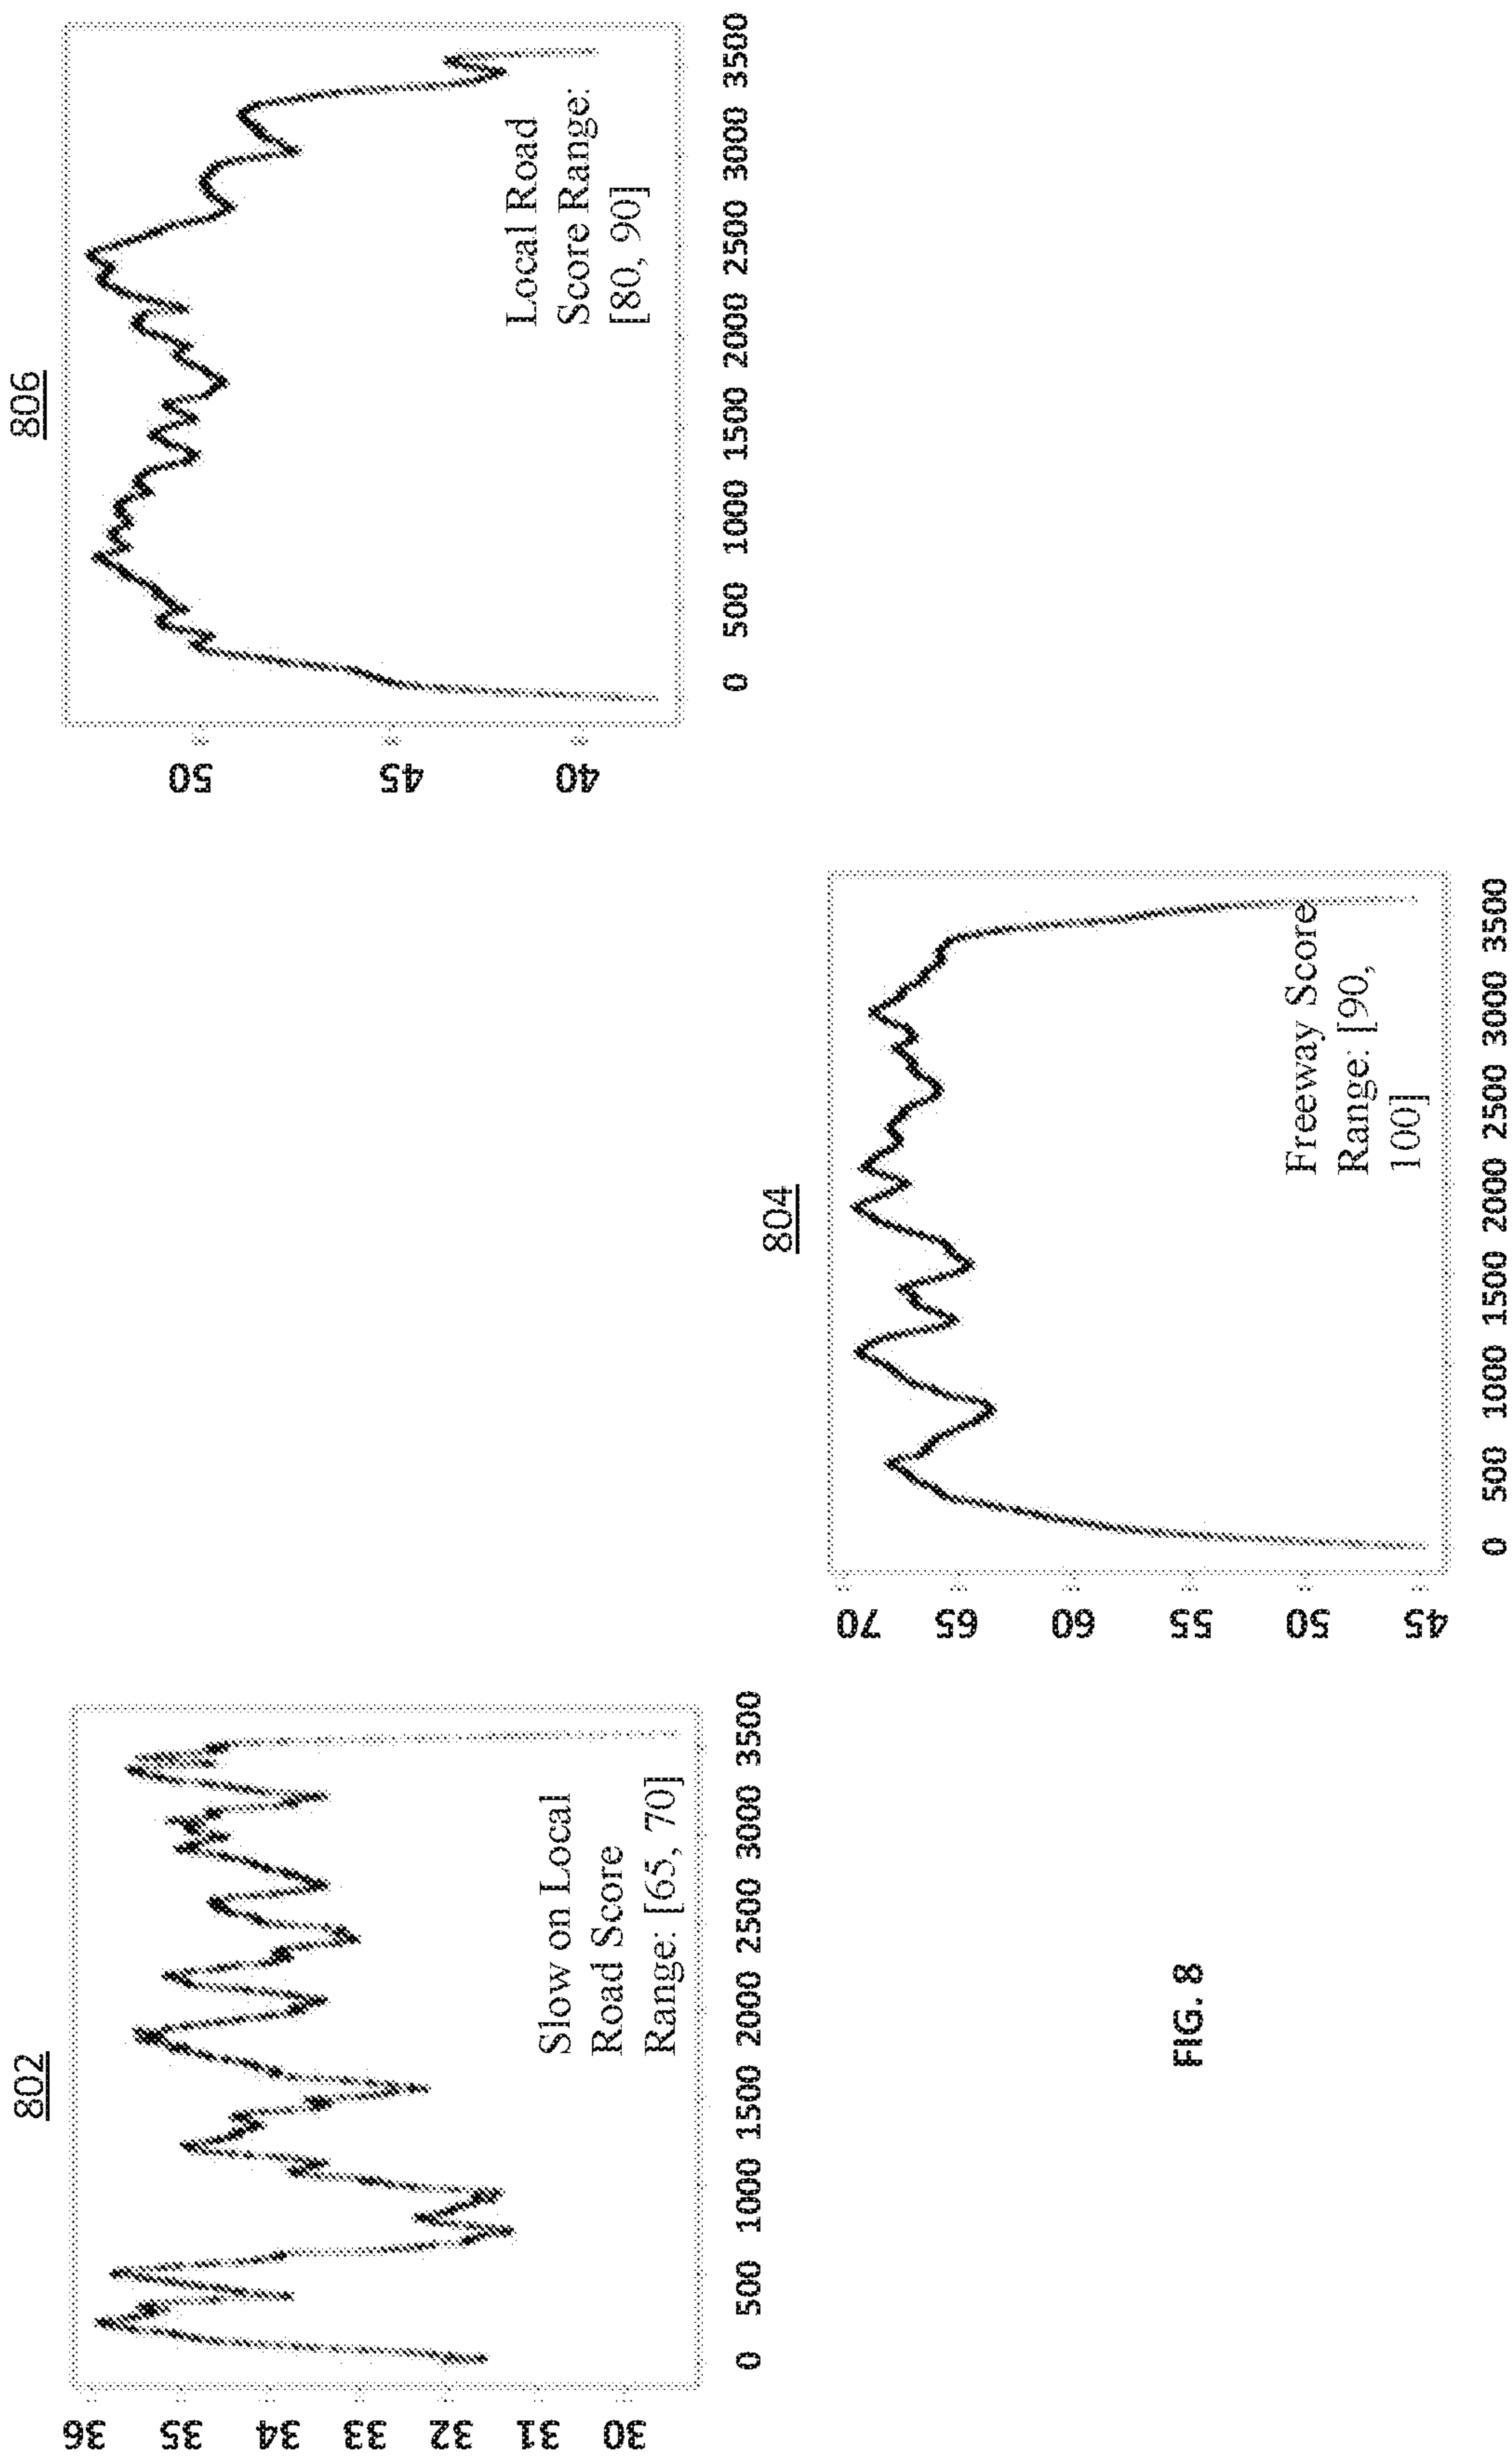 802
36
35
34
33
32
31
30
Slow on Local
Road Score
Range: [65, 70]
0 500 1000 1500 2000 2500 3000 3500
804
70
65
60
55
50
45
Freeway Score
Range: [90,
100]
0 500 1000 1500 2000 2500 3000 3500
806
50
45
40
Local Road
Score Range:
[80, 90]
0 500 1000 1500 2000 2500 3000 3500
FIG. 8